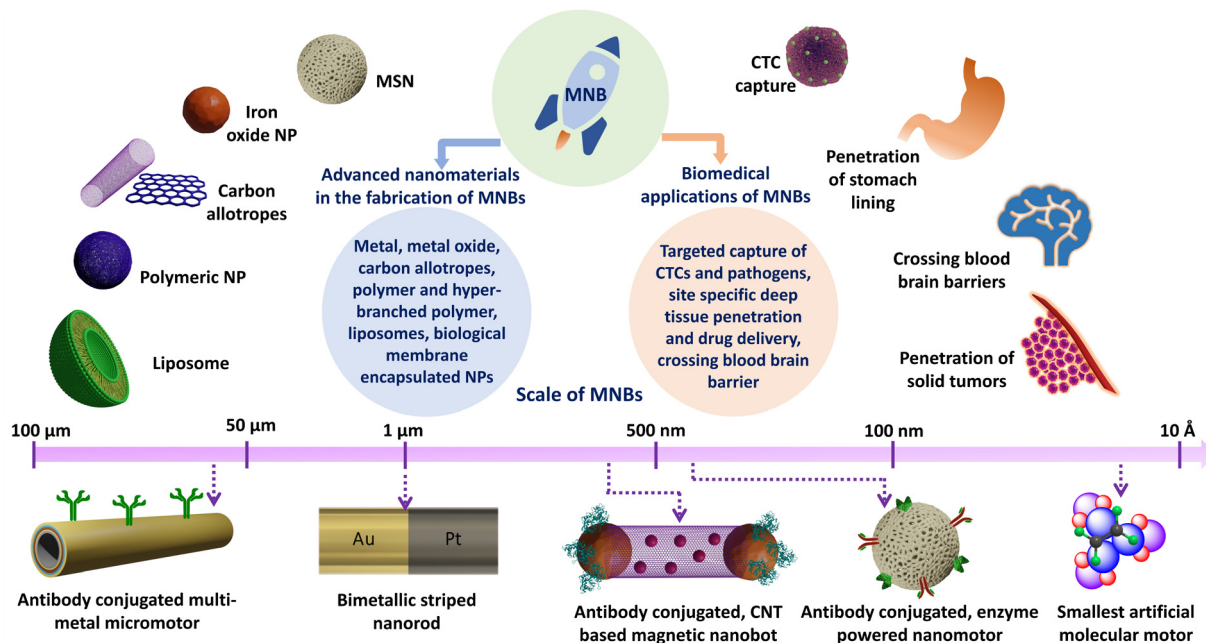 MNB
MSN
Iron
oxide NP
Carbon
allotropes
Polymeric NP
Liposome
Advanced nanomaterials
in the fabrication of MNBs
Metal, metal oxide,
carbon allotropes,
polymer and hyper-
branched polymer,
liposomes, biological
membrane
encapsulated NPs
Biomedical
applications of MNBs
Targeted capture of
CTCs and pathogens,
site specific deep
tissue penetration
and drug delivery,
crossing blood brain
barrier
CTC
capture
Penetration
of stomach
lining
Crossing blood
brain barriers
Penetration of
solid tumors
Scale of MNBs
100 μm
50 μm
1 μm
500 nm
100 nm
10 Å
Au
Pt
Antibody conjugated multi-
metal micromotor
Bimetallic striped
nanorod
Antibody conjugated, CNT
based magnetic nanobot
Antibody conjugated, enzyme
powered nanomotor
Smallest artificial
molecular motor